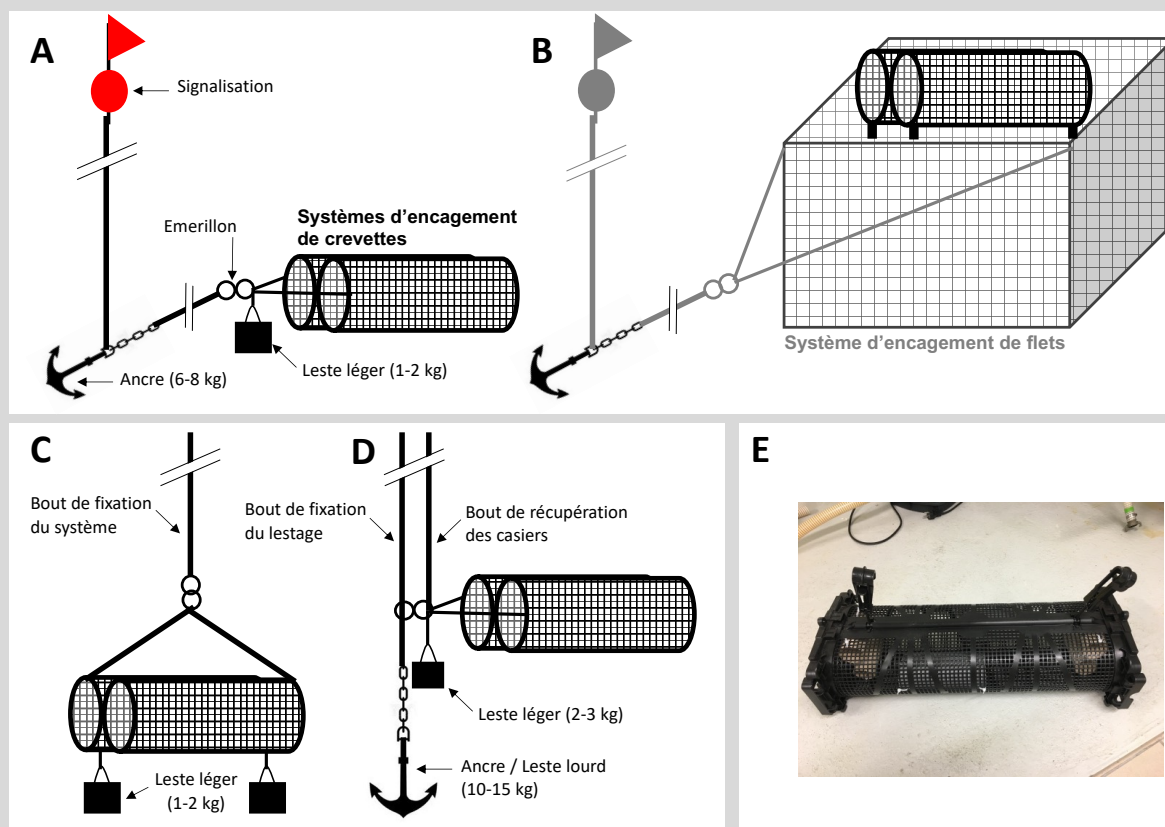 A
Signalisation
Emerillon
Systèmes d'encagement
de crevettes
Leste léger (1-2 kg)
Ancre (6-8 kg)
B
Système d'encagement de flets
C
Bout de fixation
du système
Leste léger
(1-2 kg)
D
Bout de fixation
du lestage
Bout de récupération
des casiers
Leste léger (2-3 kg)
Ancre / Leste lourd
(10-15 kg)
E